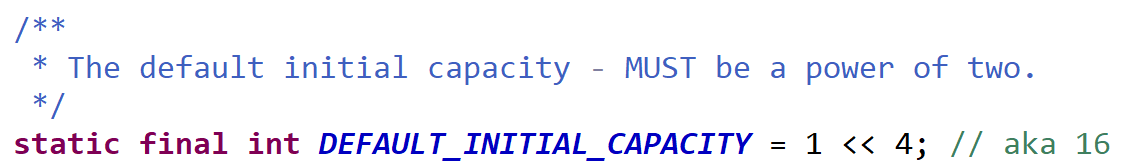 /**
 * The default initial capacity - MUST be a power of two.
 */
static final int DEFAULT_INITIAL_CAPACITY = 1 << 4; // aka 16